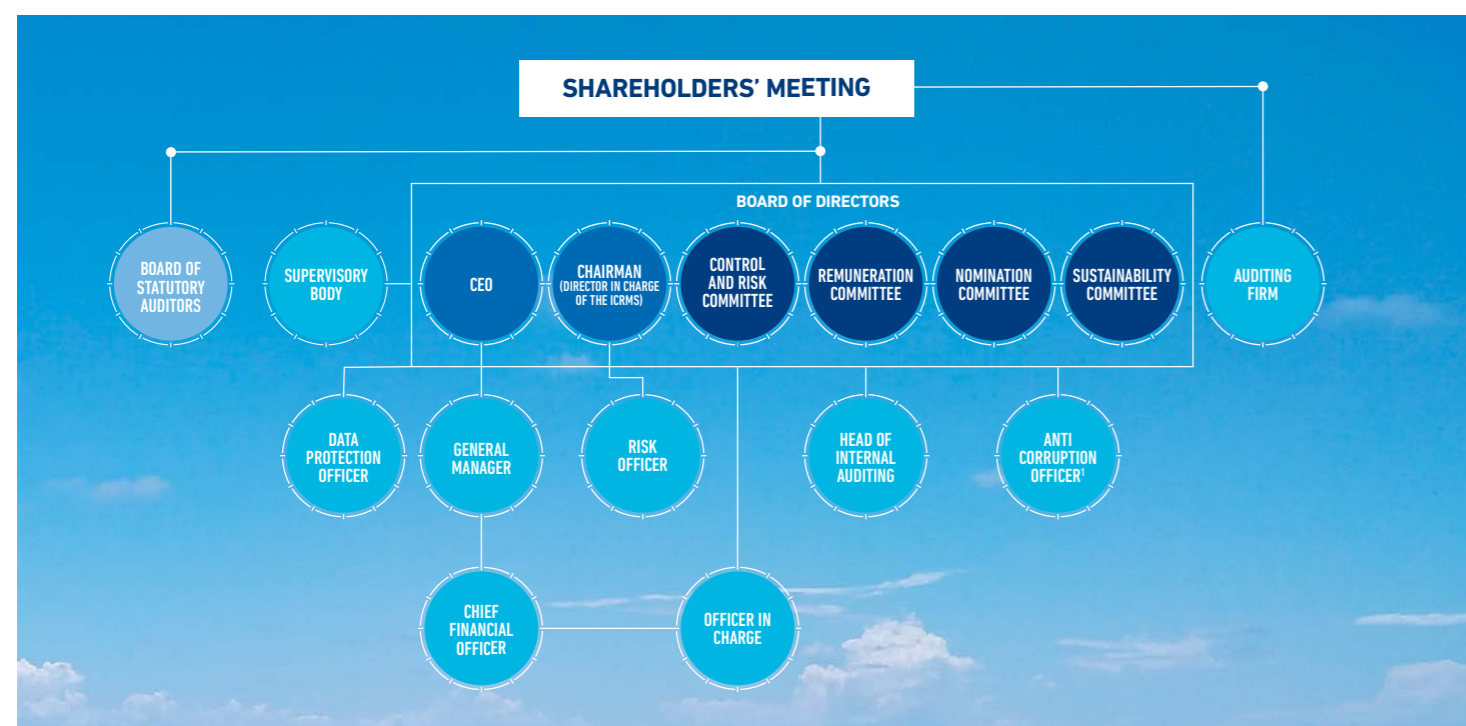 SHAREHOLDERS’ MEETING
BOARD OF DIRECTORS
BOARD OF
STATUTORY
AUDITORS
SUPERVISORY
BODY
CEO
CHAIRMAN
(DIRECTOR IN CHARGE
OF THE ICRMS)
CONTROL
AND RISK
COMMITTEE
REMUNERATION
COMMITTEE
NOMINATION
COMMITTEE
SUSTAINABILITY
COMMITTEE
AUDITING
FIRM
DATA
PROTECTION
OFFICER
GENERAL
MANAGER
RISK
OFFICER
HEAD OF
INTERNAL
AUDITING
ANTI
CORRUPTION
OFFICER¹
CHIEF
FINANCIAL
OFFICER
OFFICER IN
CHARGE